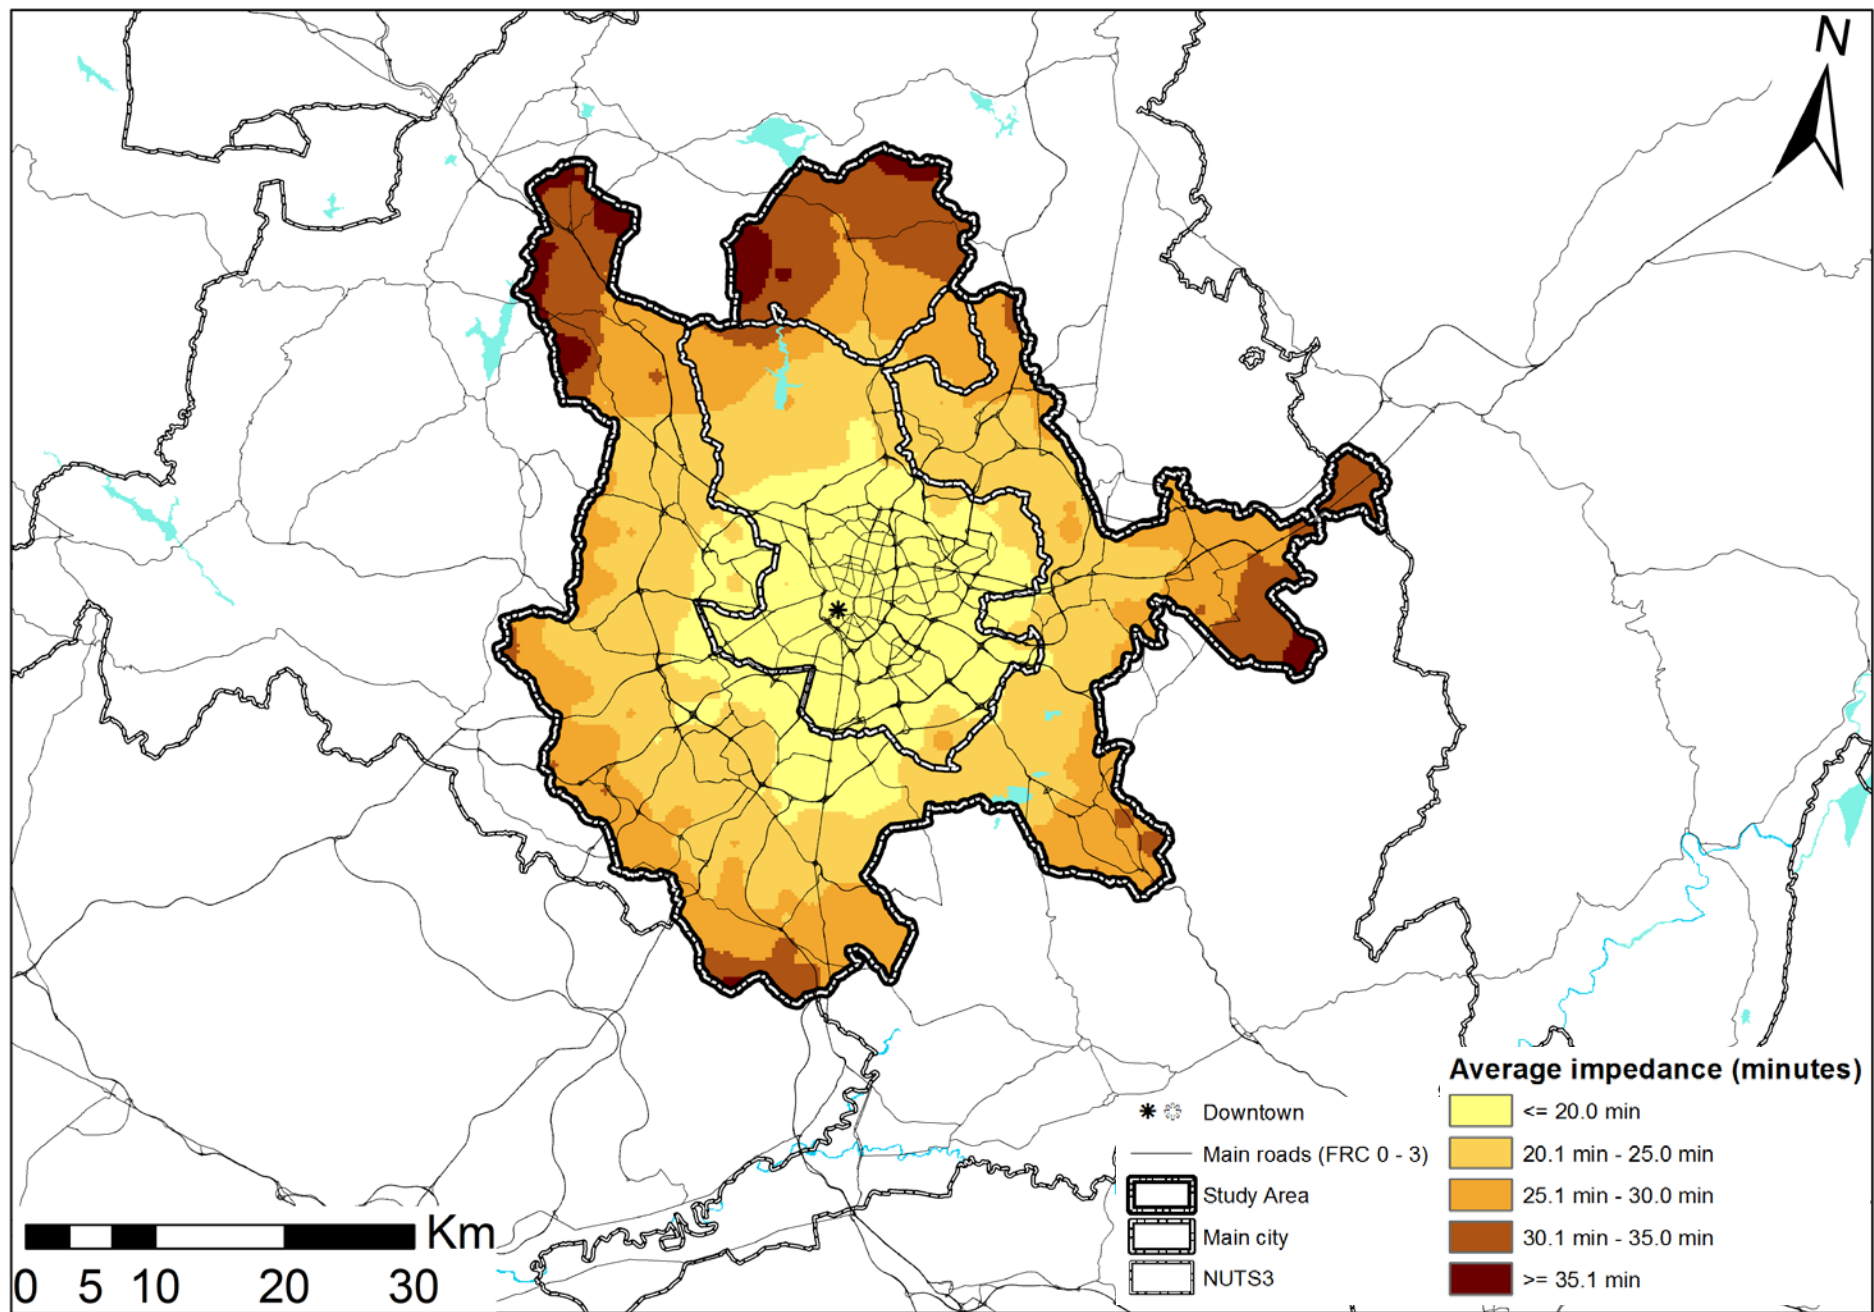 N
Average impedance (minutes)
<= 20.0 min
20.1 min - 25.0 min
25.1 min - 30.0 min
30.1 min - 35.0 min
>= 35.1 min
Downtown
Main roads (FRC 0 - 3)
Study Area
Main city
NUTS3
Km
0 5 10 20 30